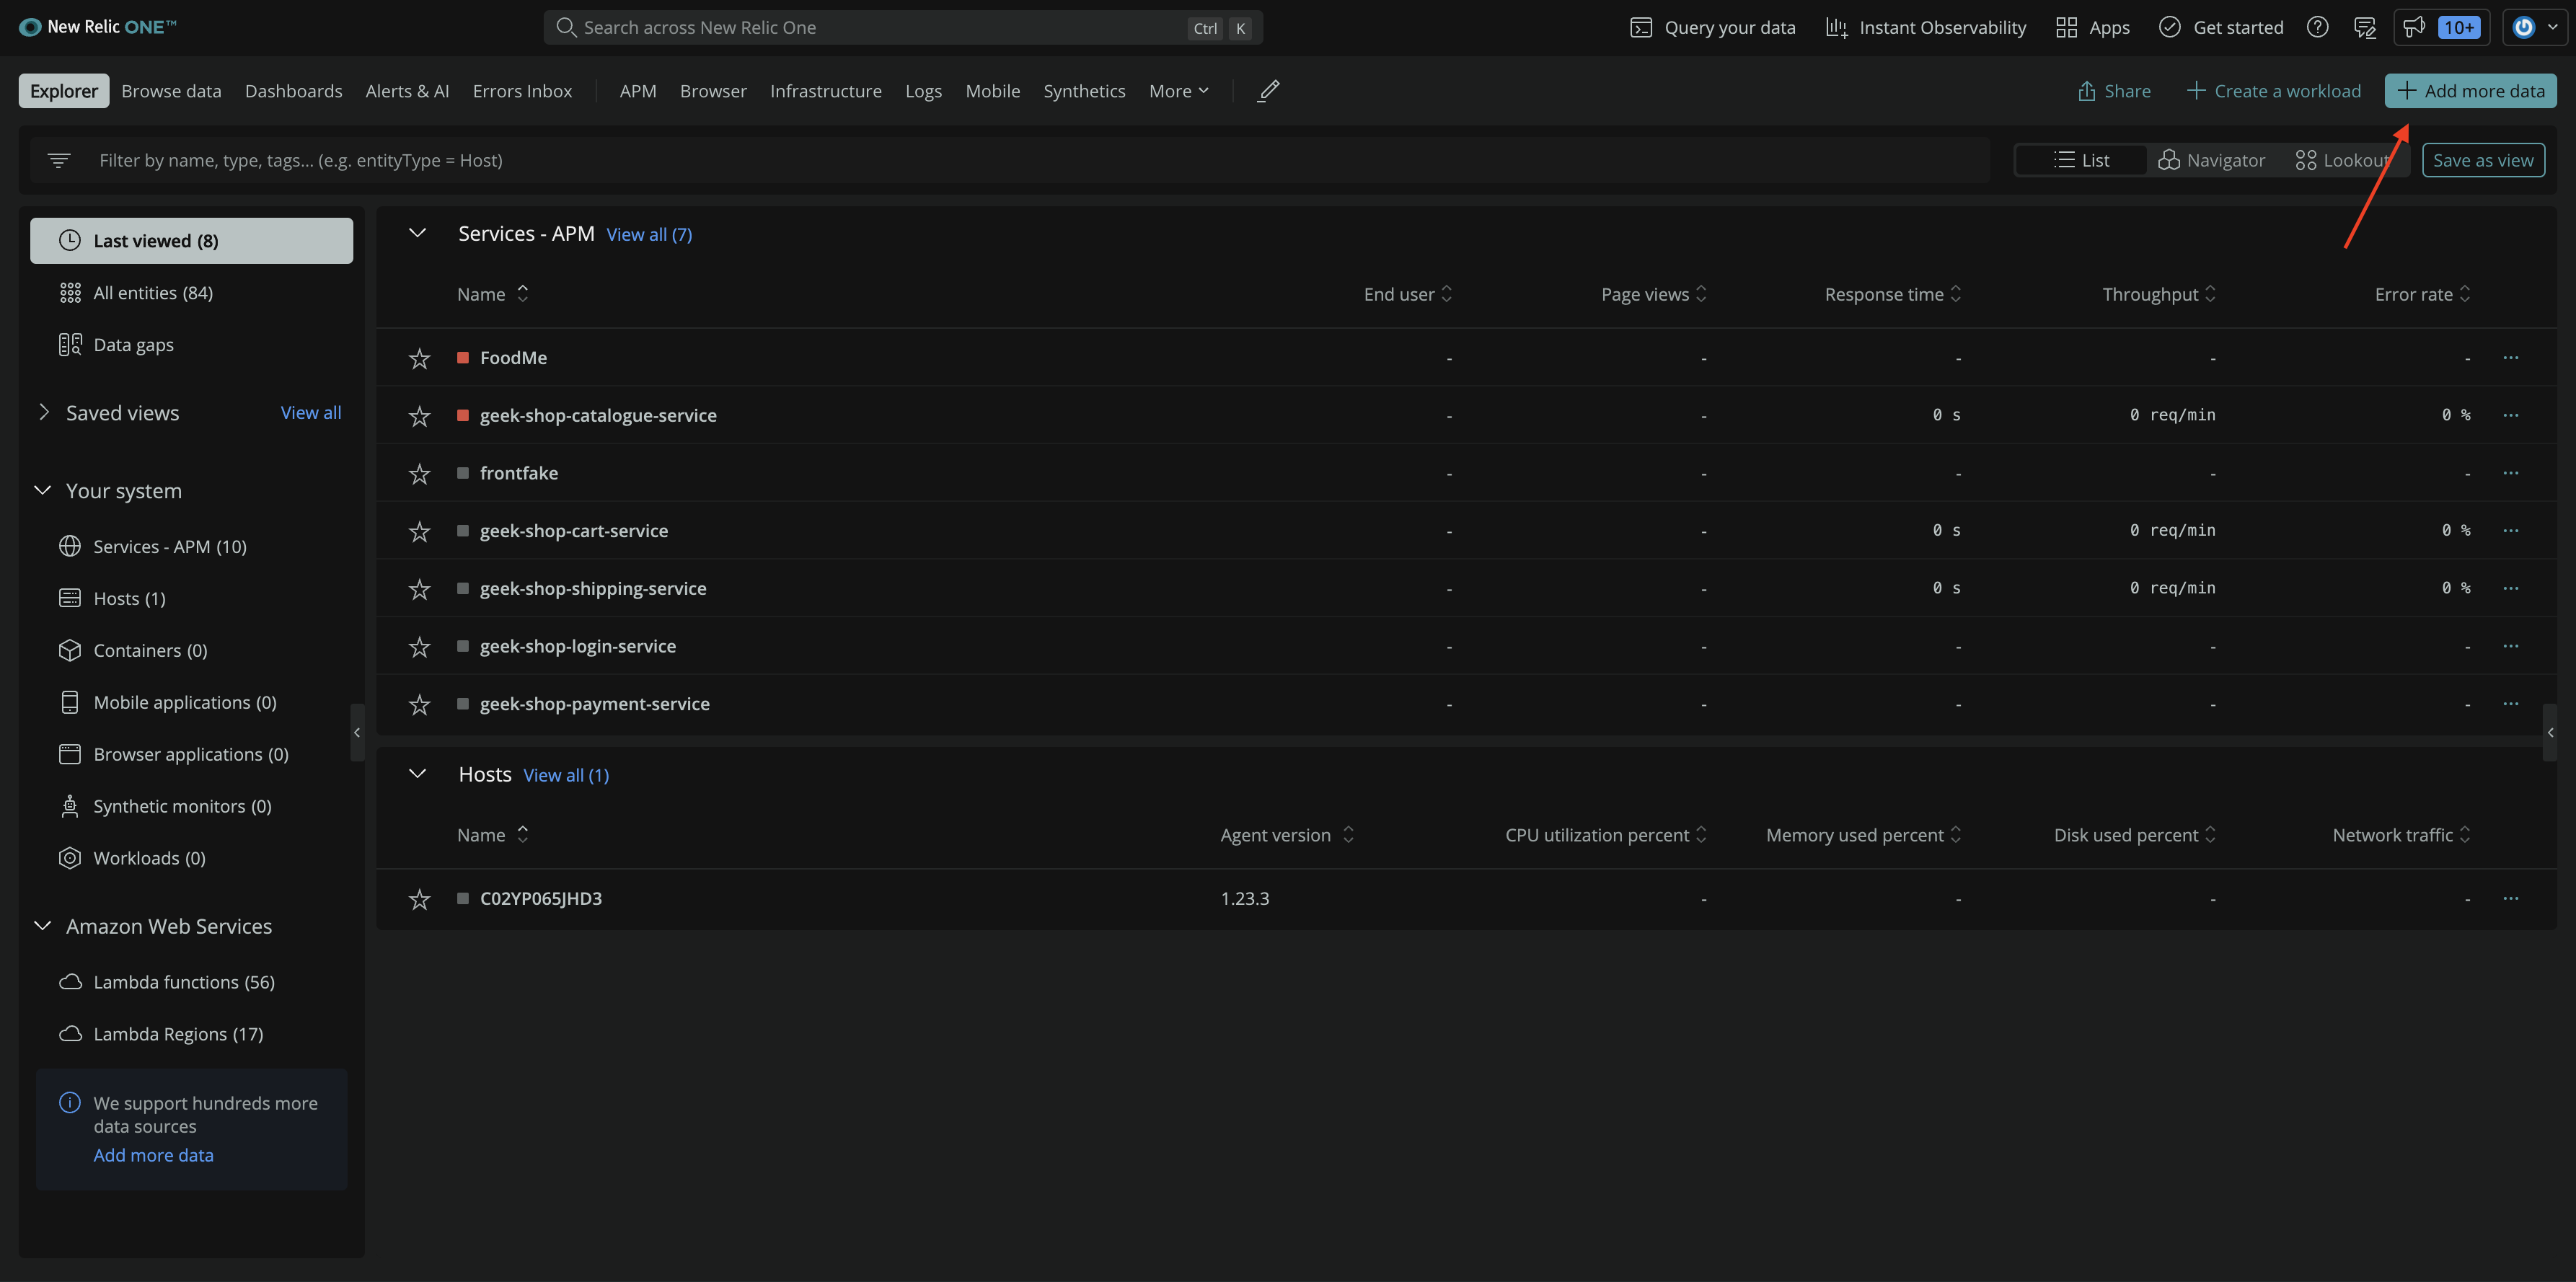 New Relic ONE™
Search across New Relic One Ctrl K
Query your data Instant Observability Apps Get started 10+
Explorer Browse data Dashboards Alerts & AI Errors Inbox APM Browser Infrastructure Logs Mobile Synthetics More
Share Create a workload Add more data
Filter by name, type, tags... (e.g. entityType = Host)
List Navigator Lookout Save as view
Last viewed (8)
All entities (84)
Data gaps
Saved views View all
Your system
Services - APM (10)
Hosts (1)
Containers (0)
Mobile applications (0)
Browser applications (0)
Synthetic monitors (0)
Workloads (0)
Amazon Web Services
Lambda functions (56)
Lambda Regions (17)
We support hundreds more
data sources
Add more data
Services - APM View all (7)
Name End user Page views Response time Throughput Error rate
FoodMe - - - - -
geek-shop-catalogue-service - - 0 s 0 req/min 0 %
frontfake - - - - -
geek-shop-cart-service - - 0 s 0 req/min 0 %
geek-shop-shipping-service - - 0 s 0 req/min 0 %
geek-shop-login-service - - - - -
geek-shop-payment-service - - - - -
Hosts View all (1)
Name Agent version CPU utilization percent Memory used percent Disk used percent Network traffic
C02YP065JHD3 1.23.3 - - - -